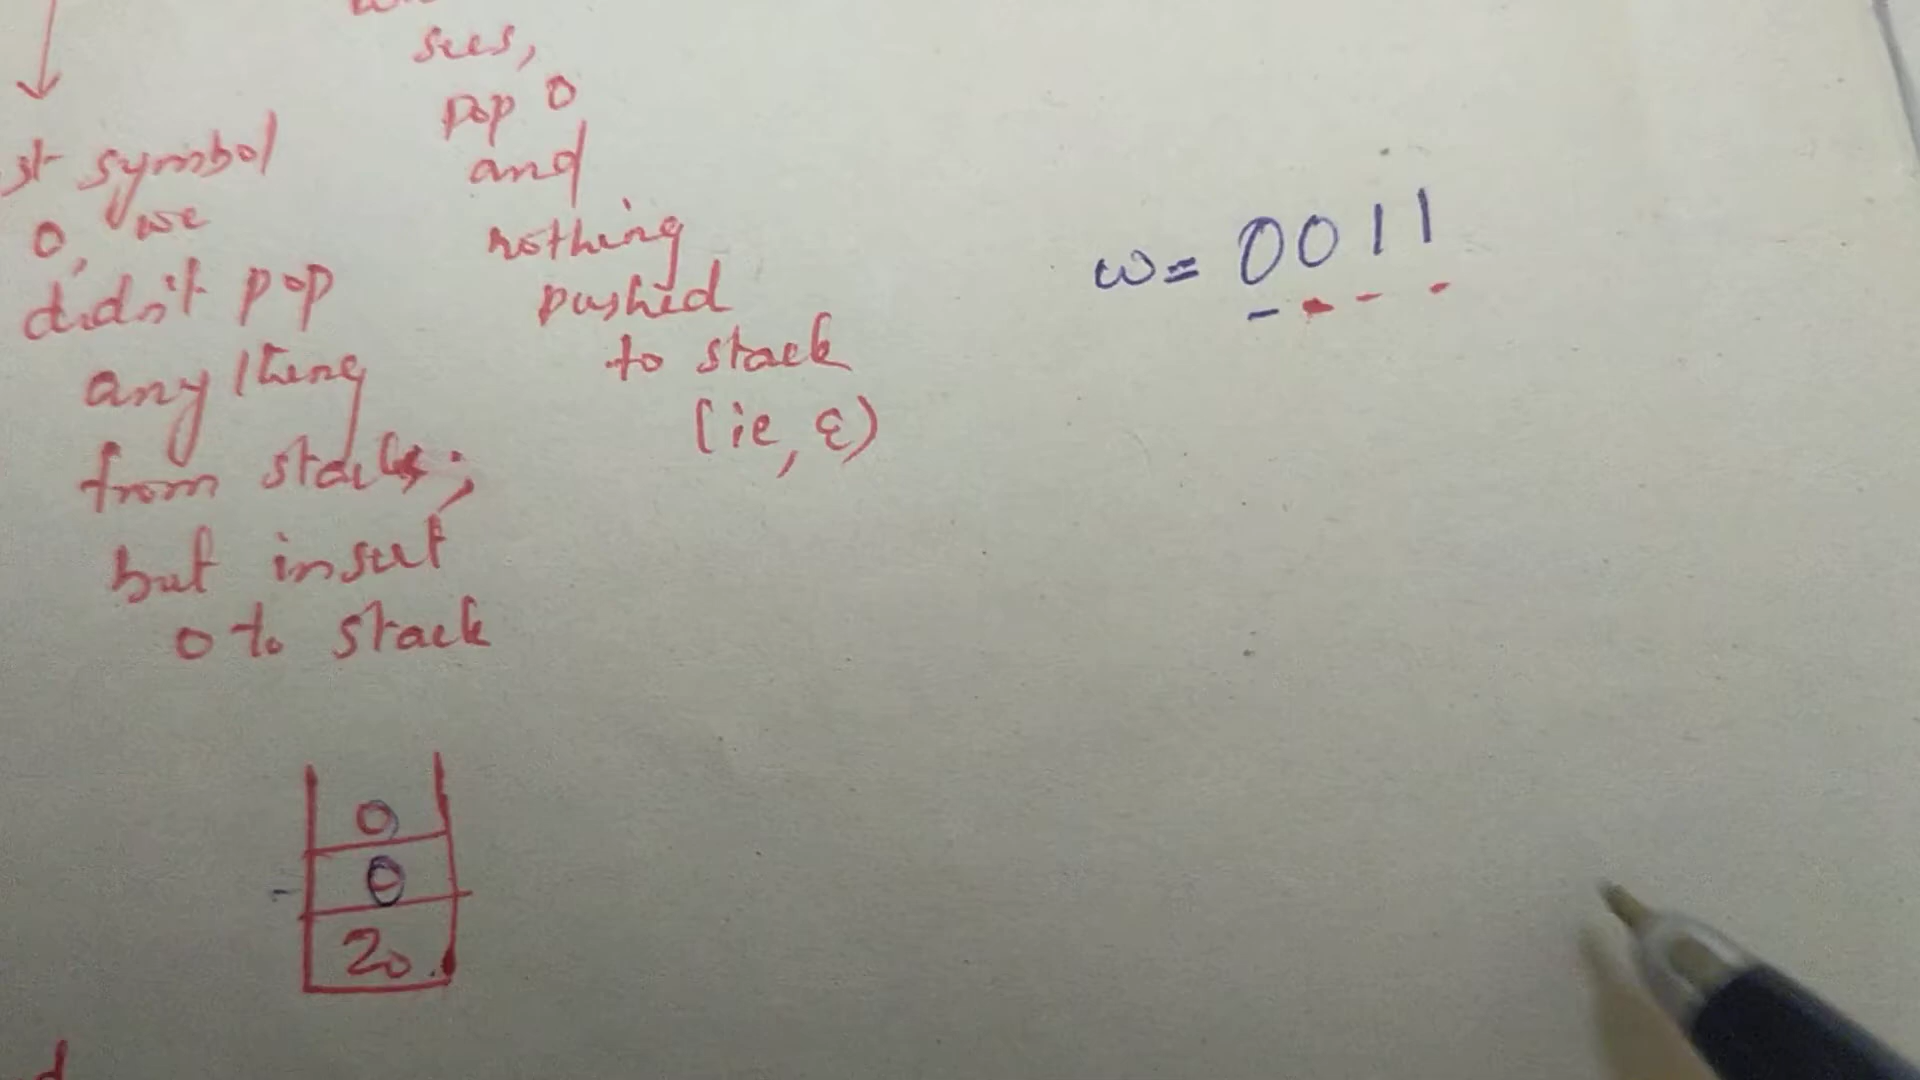 st symbol
0, we
didn't pop
anything
from stack;
but insert
0 to stack
sees,
pop 0
and
nothing
pushed
to stack
(ie, ε)
w = 0011
0
0
Z0